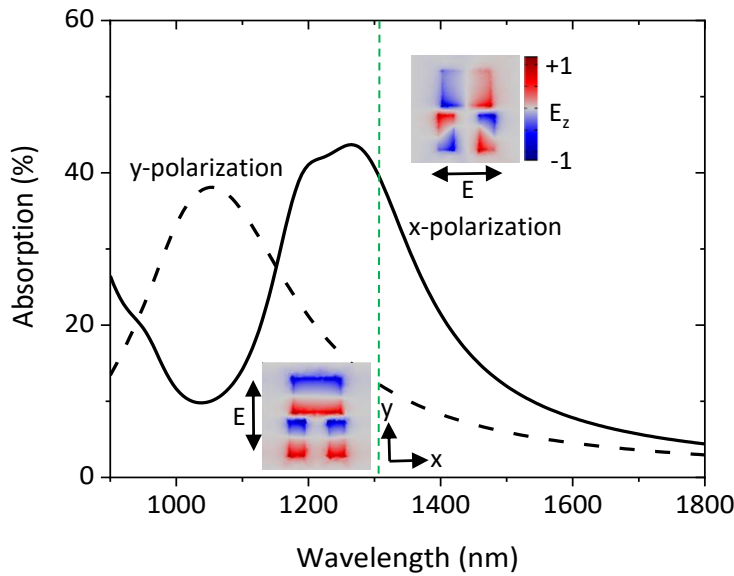 60
+1
E_z
-1
E
y-polarization
x-polarization
40
20
0
E
y
x
1000 1200 1400 1600 1800
Absorption (%)
Wavelength (nm)